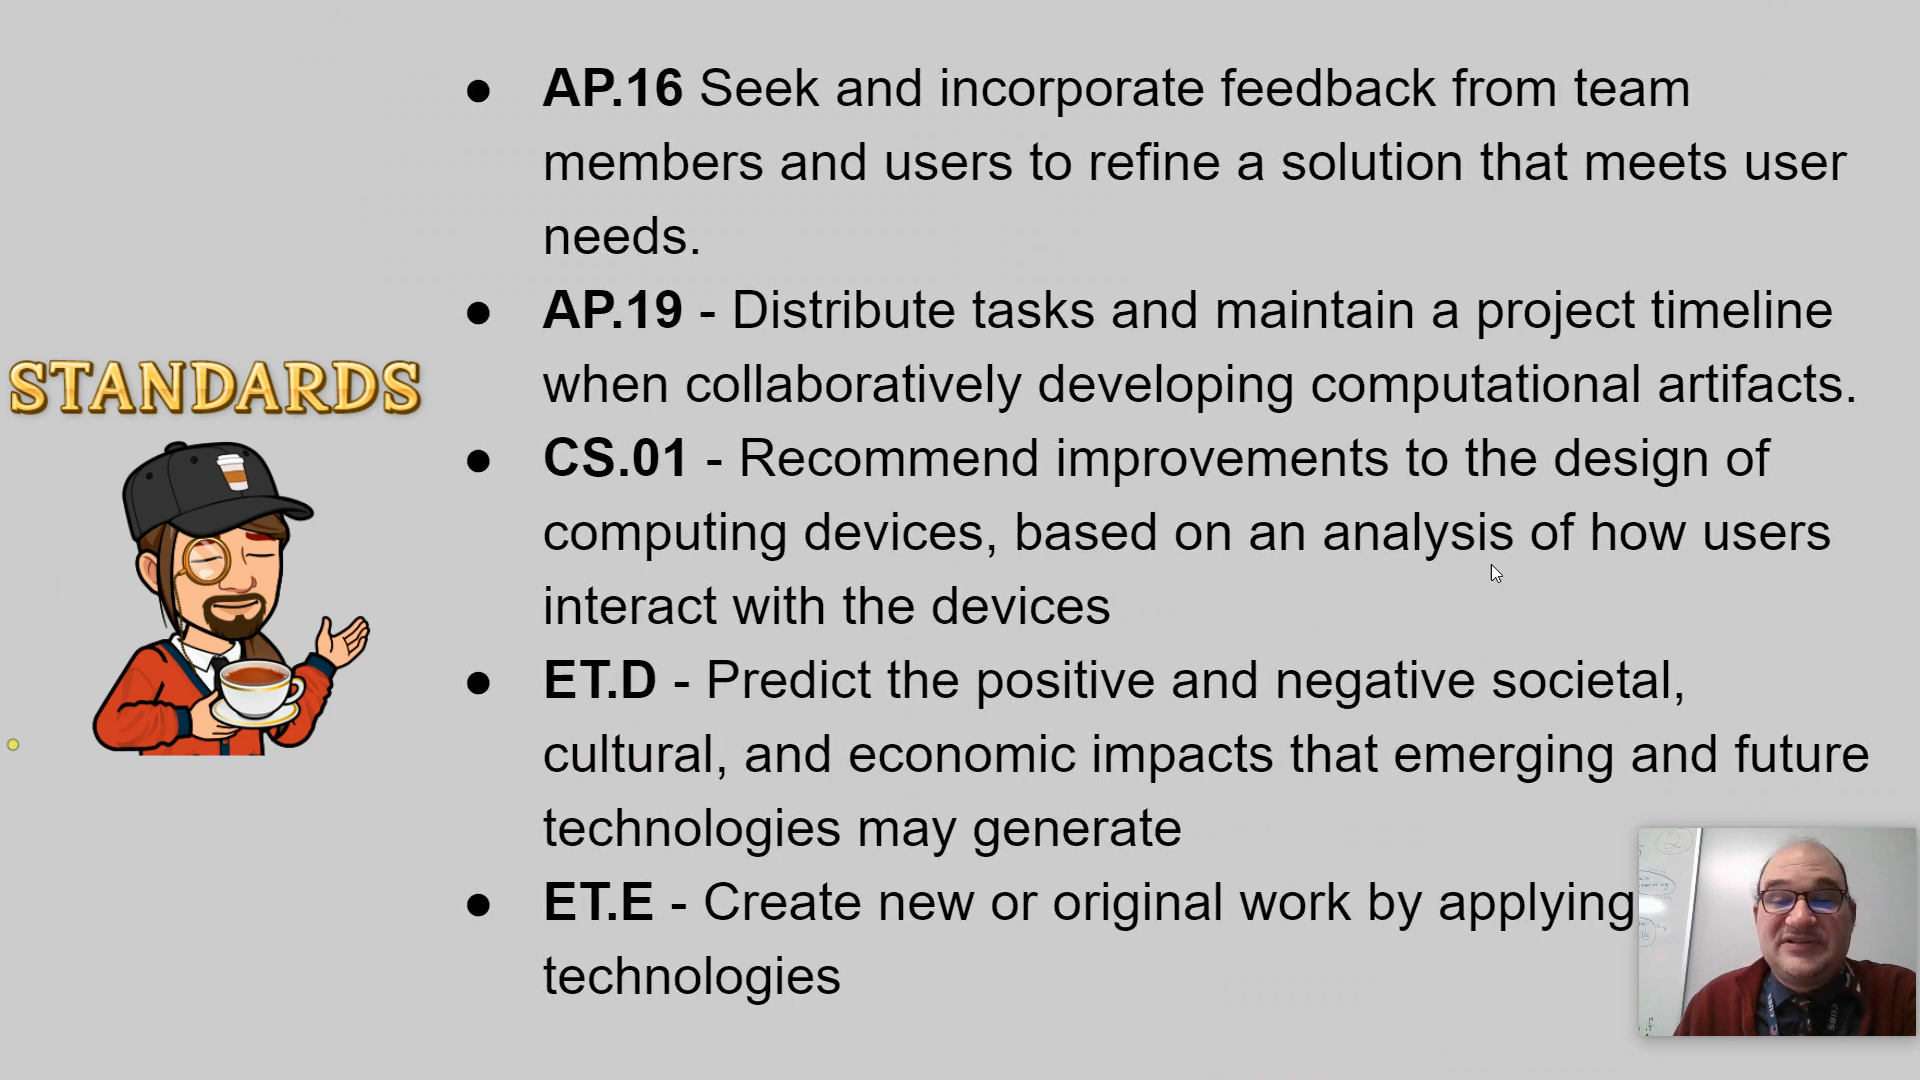 AP.16 Seek and incorporate feedback from team
members and users to refine a solution that meets user
needs.
AP.19 - Distribute tasks and maintain a project timeline
when collaboratively developing computational artifacts.
STANDARDS
CS.01 - Recommend improvements to the design of
computing devices, based on an analysis of how users
interact with the devices
ET.D - Predict the positive and negative societal,
cultural, and economic impacts that emerging and future
technologies may generate
ET.E - Create new or original work by applying
technologies